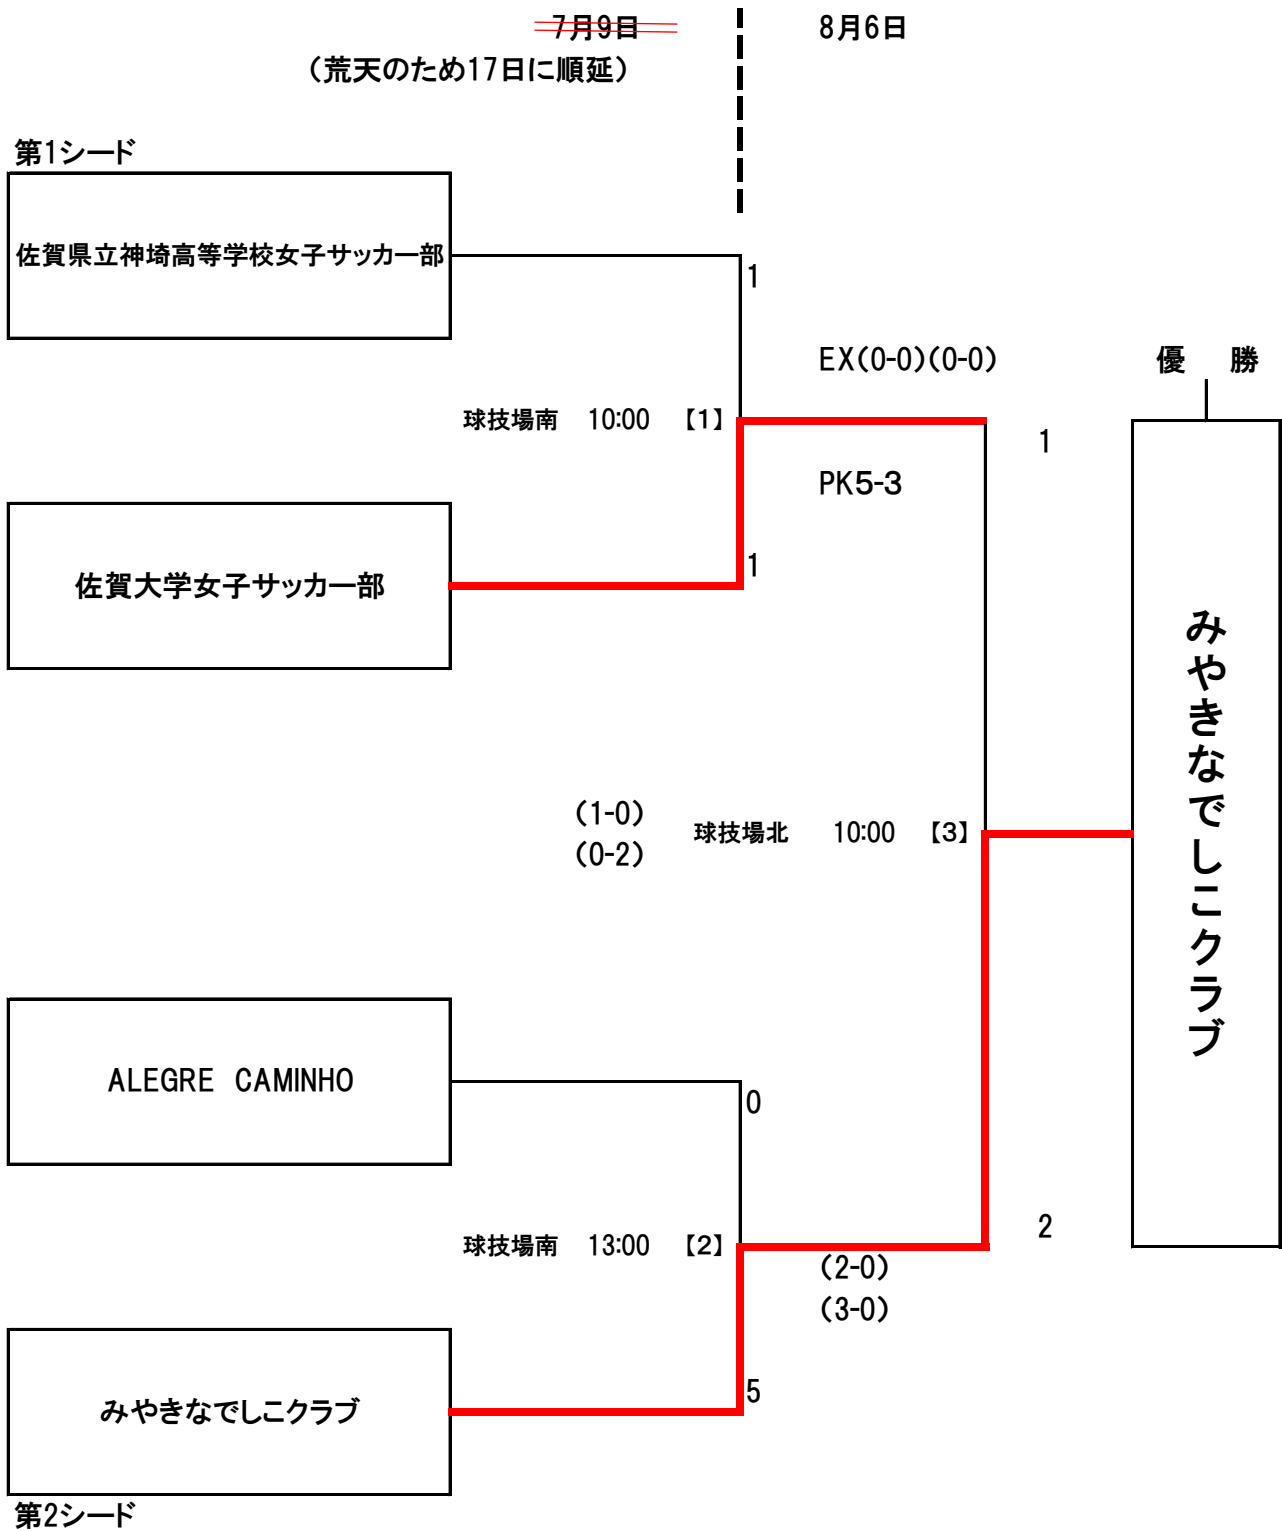 7月9日
8月6日
（荒天のため17日に順延）
第1シード
佐賀県立神埼高等学校女子サッカー部
1
EX(0-0)(0-0)
優　勝
球技場南　10:00　【1】
1
PK5-3
1
佐賀大学女子サッカー部
みやきなでしこクラブ
(1-0)
(0-2)
球技場北　10:00　【3】
ALEGRE CAMINHO
0
2
球技場南　13:00　【2】
(2-0)
(3-0)
5
みやきなでしこクラブ
第2シード